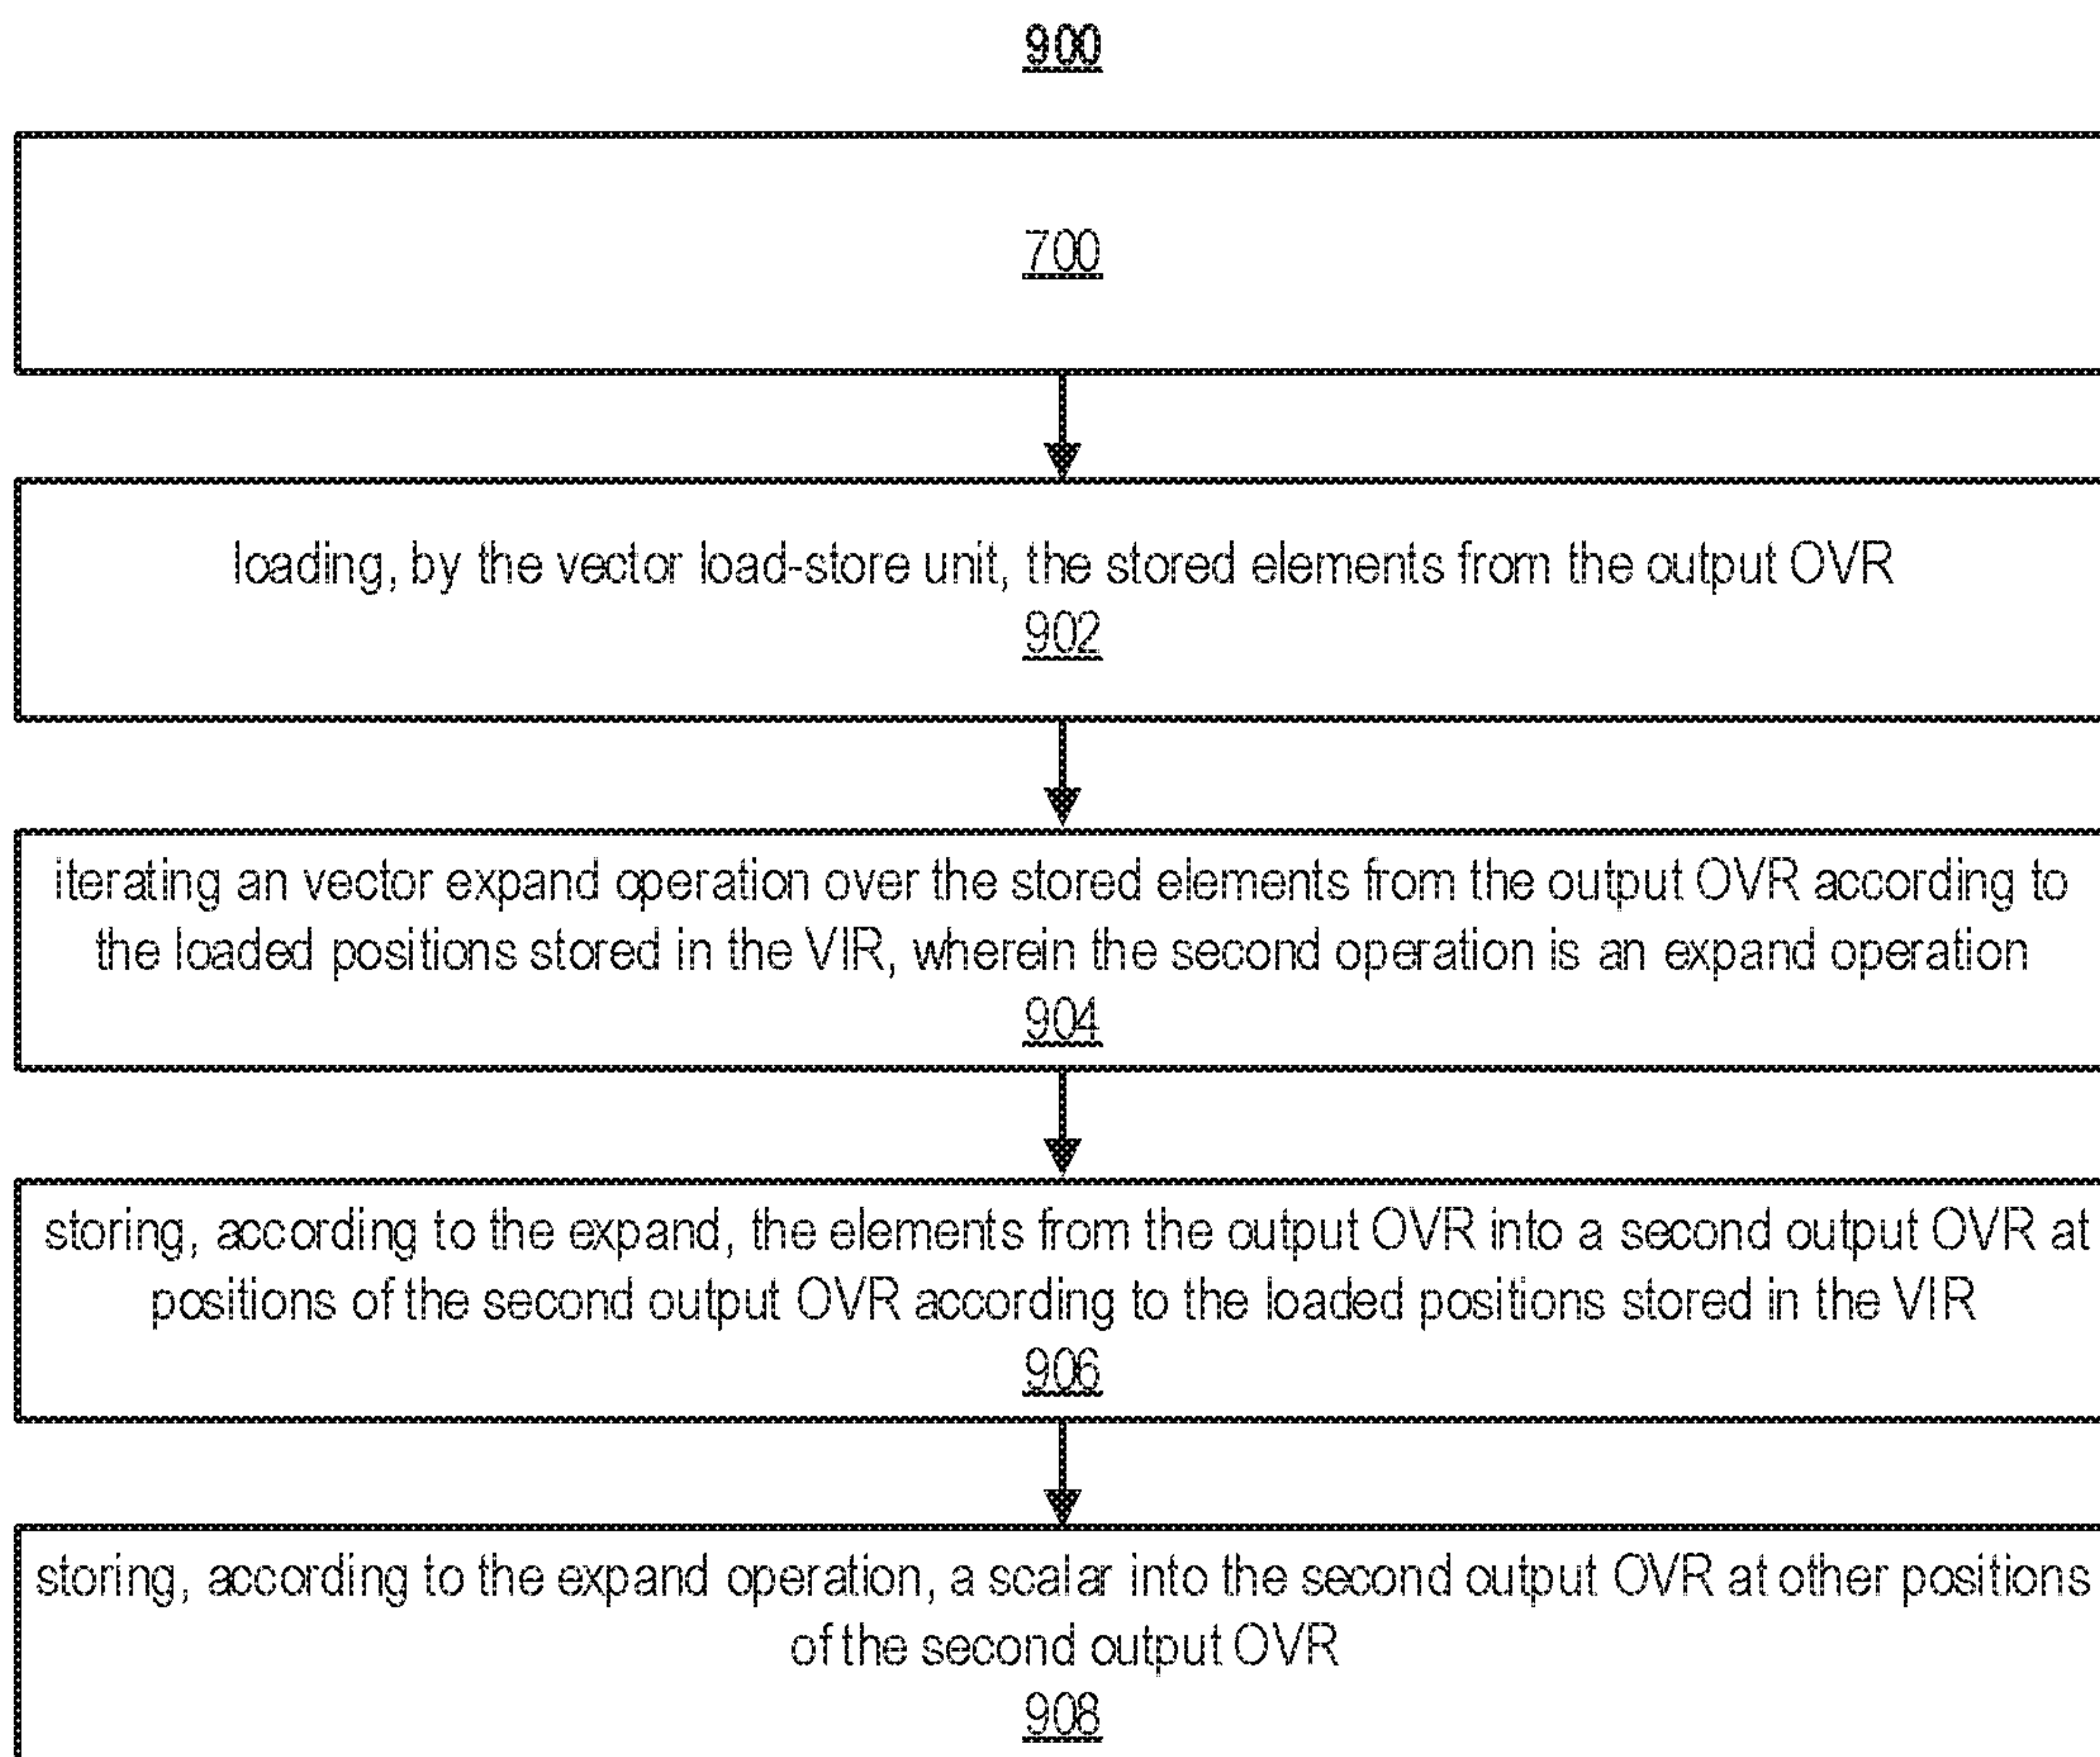 900
700
loading, by the vector load-store unit, the stored elements from the output OVR
902
iterating an vector expand operation over the stored elements from the output OVR according to
the loaded positions stored in the VIR, wherein the second operation is an expand operation
904
storing, according to the expand, the elements from the output OVR into a second output OVR at
positions of the second output OVR according to the loaded positions stored in the VIR
906
storing, according to the expand operation, a scalar into the second output OVR at other positions
of the second output OVR
908